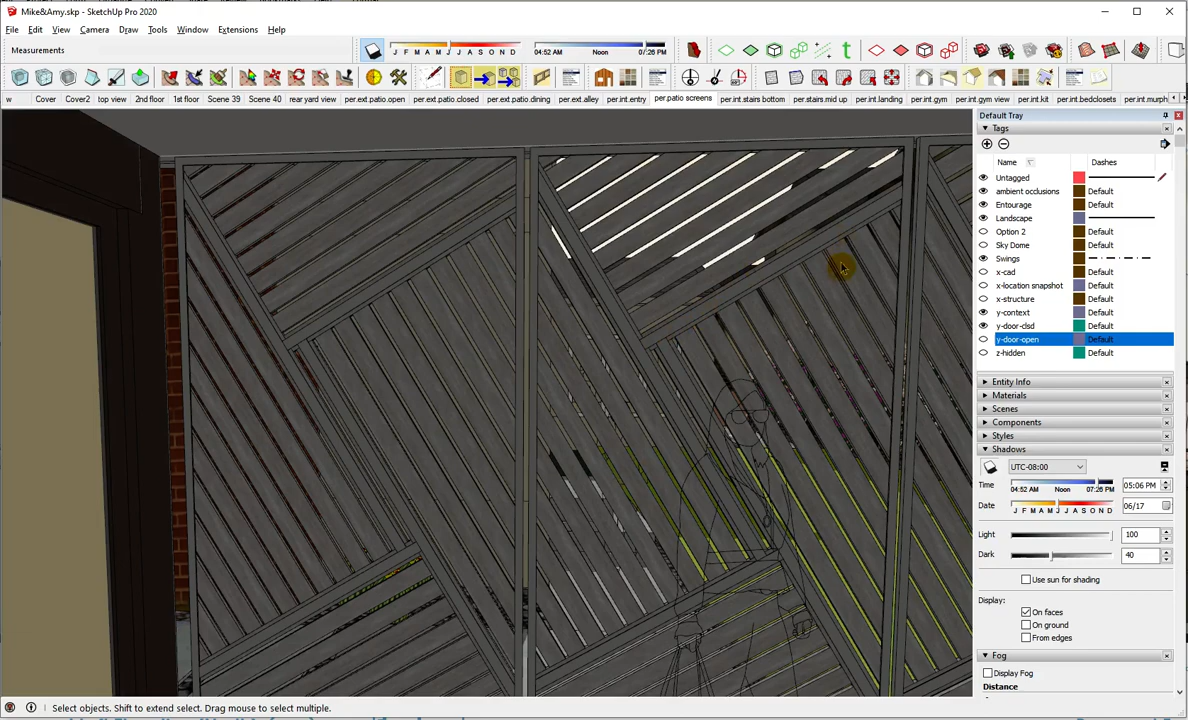 Mike&Amy.skp - SketchUp Pro 2020
File Edit View Camera Draw Tools Window Extensions Help
Measurements
J F M A M J J A S O N D
04:52 AM Noon 07:26 PM
w Cover Cover2 top view 2nd floor 1st floor Scene 39 Scene 40 rear yard view per.ext.patio.open per.ext.patio.closed per.ext.patio.dining per.ext.alley per.int.entry per.patio screens per.int.stairs bottom per.stairs.mid up per.int.landing per.int.gym per.int.gym view per.int.kit per.int.bedclosets per.int.murph
Default Tray
Tags
Name Dashes
Untagged
ambient occlusions Default
Entourage Default
Landscape
Option 2 Default
Sky Dome Default
Swings
x-cad Default
x-location snapshot Default
x-structure Default
y-context Default
y-door-clsd Default
y-door-open Default
z-hidden Default
Entity Info
Materials
Scenes
Components
Styles
Shadows
UTC-08:00
Time 04:52 AM Noon 07:26 PM 05:06 PM
Date J F M A M J J A S O N D 06/17
Light 100
Dark 40
Use sun for shading
Display:
On faces
On ground
From edges
Fog
Display Fog
Distance
Select objects. Shift to extend select. Drag mouse to select multiple.